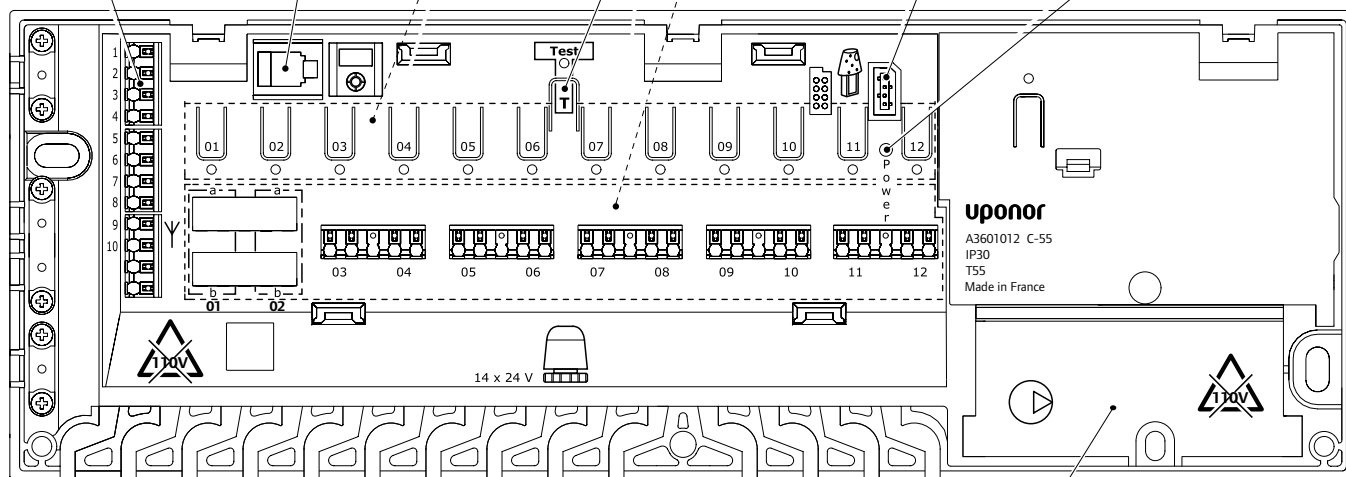 Test
T
1
2
3
4
5
6
7
8
9
10
01 02 03 04 05 06 07 08 09 10 11 12
Power
a a
b b
01 02
03 04 05 06 07 08 09 10 11 12
14 x 24 V
110V
uponor
A3601012 C-55
IP30
T55
Made in France
110V